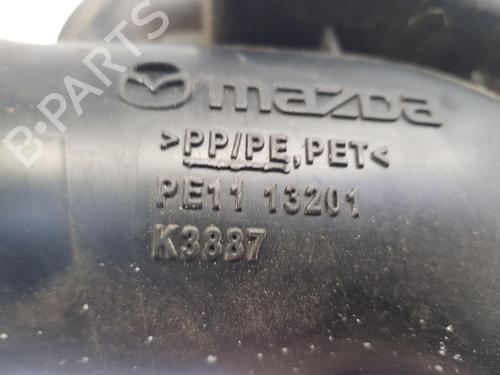 B-PARTS
mazda
>PP/PE,PET<
PE11 13201
K3887